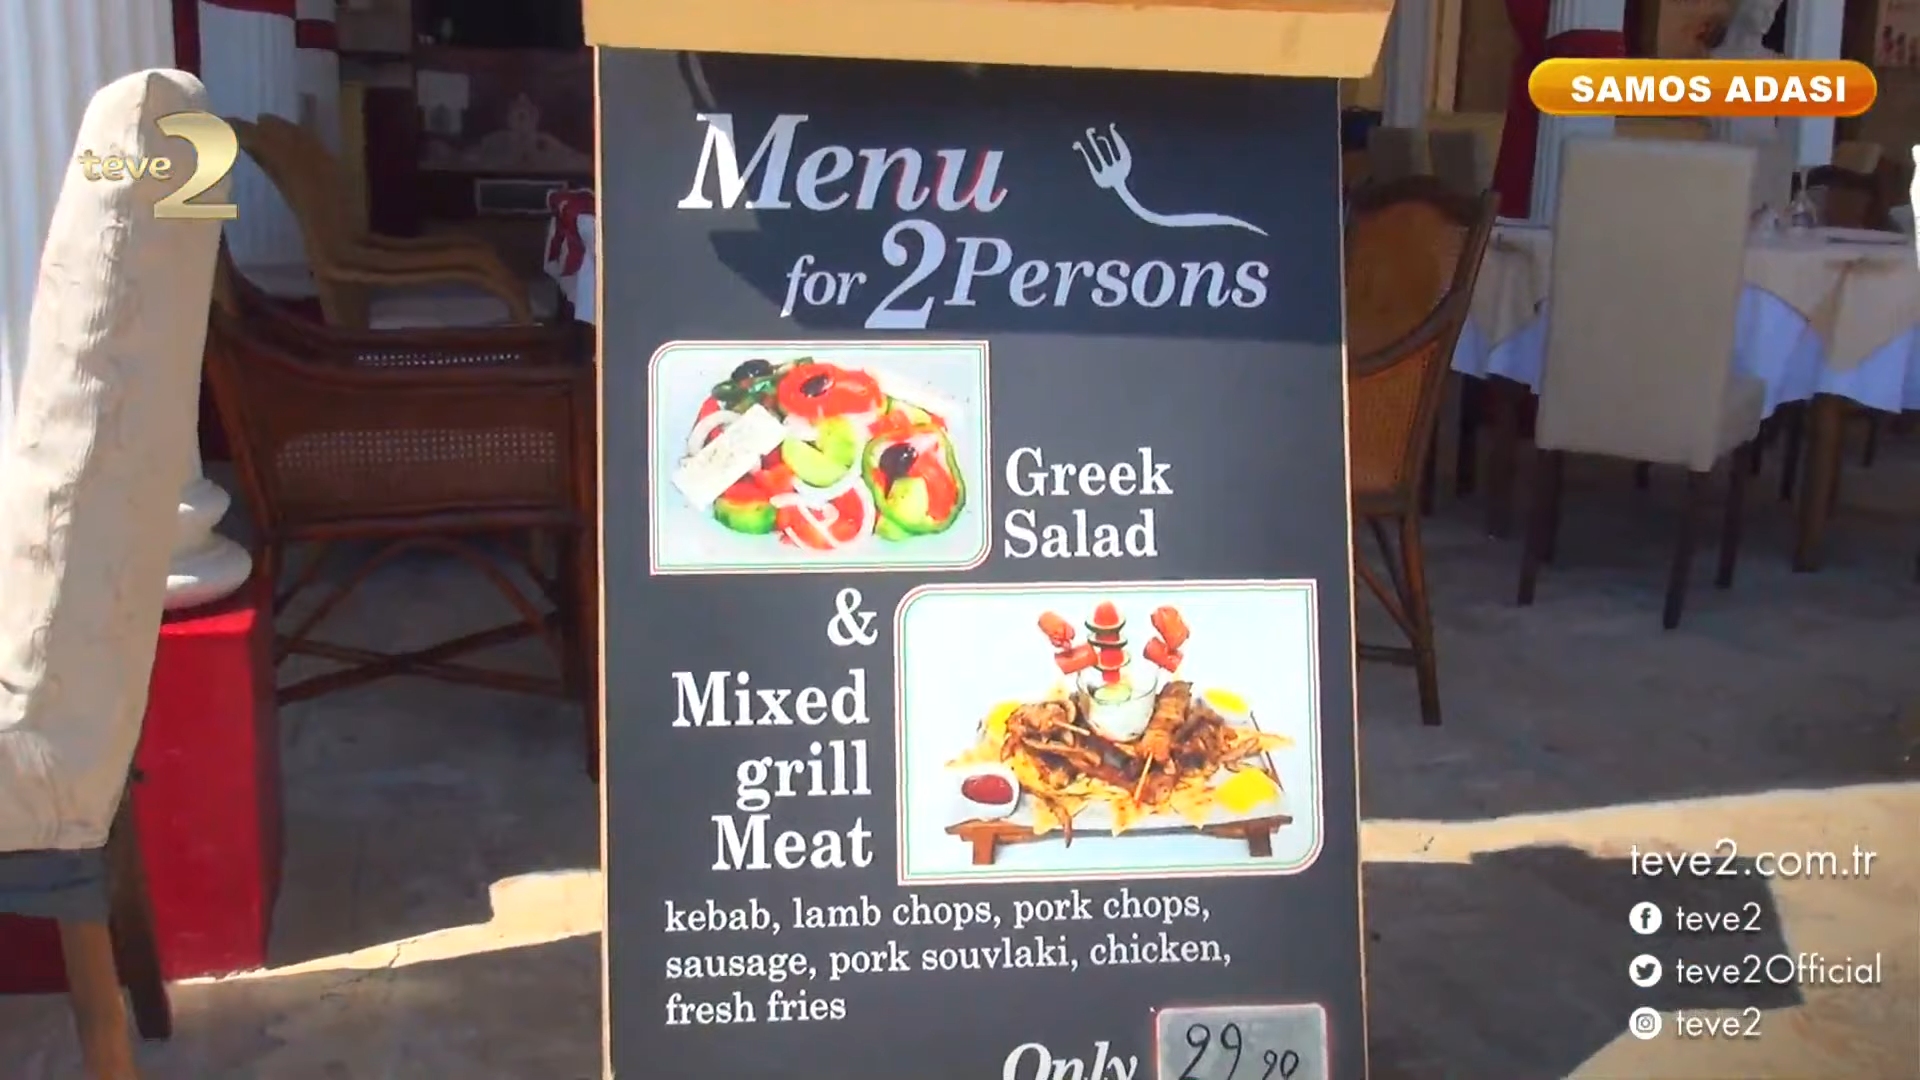 teve2
SAMOS ADASI
Menu
for 2 Persons
Greek
Salad
&
Mixed
grill
Meat
kebab, lamb chops, pork chops,
sausage, pork souvlaki, chicken,
fresh fries
Only 29 90
teve2.com.tr
teve2
teve2Official
teve2